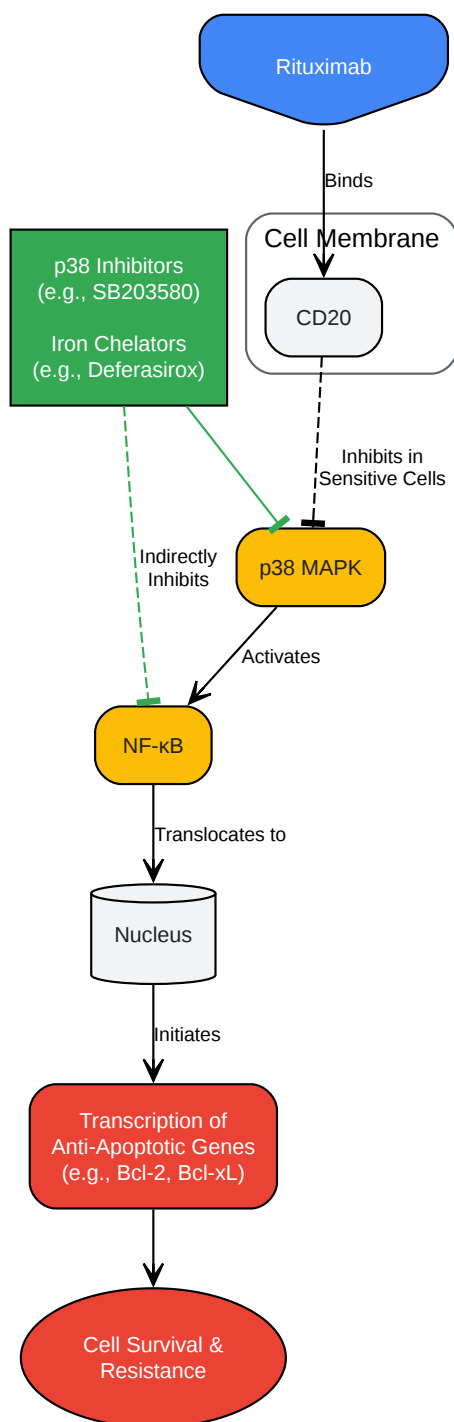 Rituximab
Binds
Cell Membrane
CD20
p38 Inhibitors
(e.g., SB203580)
Iron Chelators
(e.g., Deferasirox)
Inhibits in
Sensitive Cells
Indirectly
Inhibits
p38 MAPK
Activates
NF-κB
Translocates to
Nucleus
Initiates
Transcription of
Anti-Apoptotic Genes
(e.g., Bcl-2, Bcl-xL)
Cell Survival &
Resistance